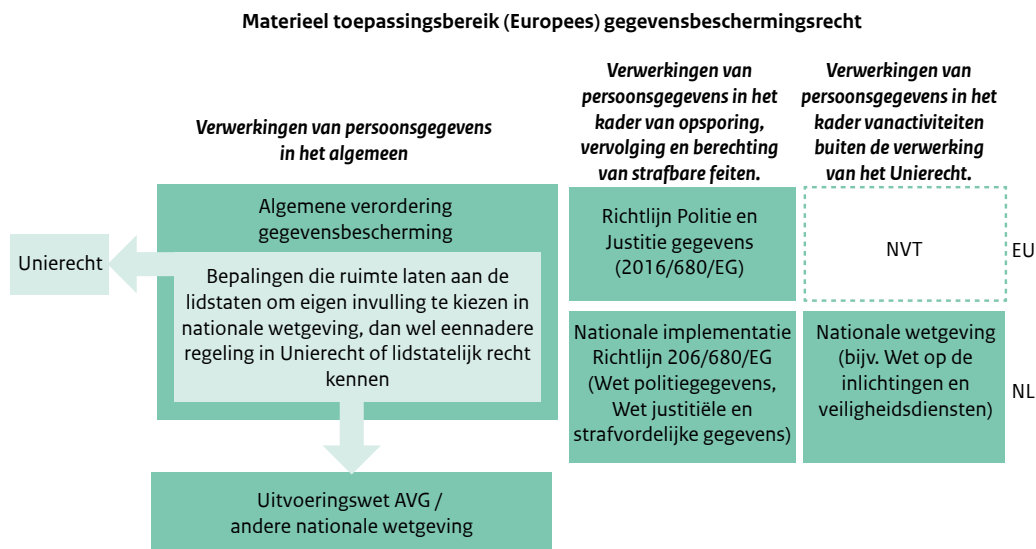 Materieel toepassingsbereik (Europees) gegevensbeschermingsrecht
Verwerkingen van persoonsgegevens
in het algemeen
Verwerkingen van
persoonsgegevens in het
kader van opsporing,
vervolging en berechting
van strafbare feiten.
Verwerkingen van
persoonsgegevens in het
kader vanactiviteiten
buiten de verwerking
van het Unierecht.
Algemene verordering
gegevensbescherming
Unierecht
Bepalingen die ruimte laten aan de
lidstaten om eigen invulling te kiezen in
nationale wetgeving, dan wel eennadere
regeling in Unierecht of lidstatelijk recht
kennen
Richtlijn Politie en
Justitie gegevens
(2016/680/EG)
NVT
EU
Nationale implementatie
Richtlijn 206/680/EG
(Wet politiegegevens,
Wet justitiële en
strafvordelijke gegevens)
Nationale wetgeving
(bijv. Wet op de
inlichtingen en
veiligheidsdiensten)
NL
Uitvoeringswet AVG /
andere nationale wetgeving